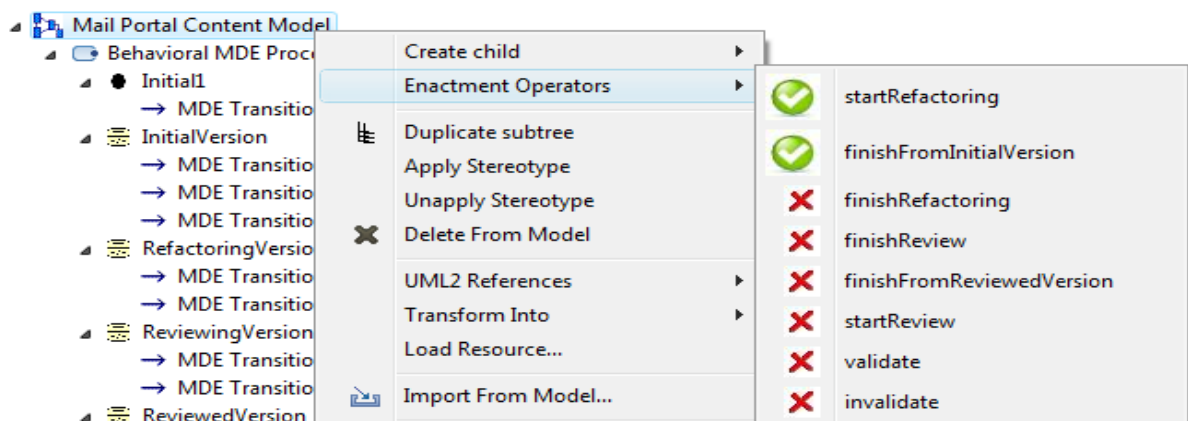 Mail Portal Content Model
Behavioral MDE Proc
Initial1
MDE Transitio
InitialVersion
MDE Transitio
MDE Transitio
MDE Transitio
RefactoringVersio
MDE Transitio
MDE Transitio
ReviewingVersion
MDE Transitio
MDE Transitio
ReviewedVersion
Create child
Enactment Operators
Duplicate subtree
Apply Stereotype
Unapply Stereotype
Delete From Model
UML2 References
Transform Into
Load Resource...
Import From Model...
startRefactoring
finishFromInitialVersion
finishRefactoring
finishReview
finishFromReviewedVersion
startReview
validate
invalidate